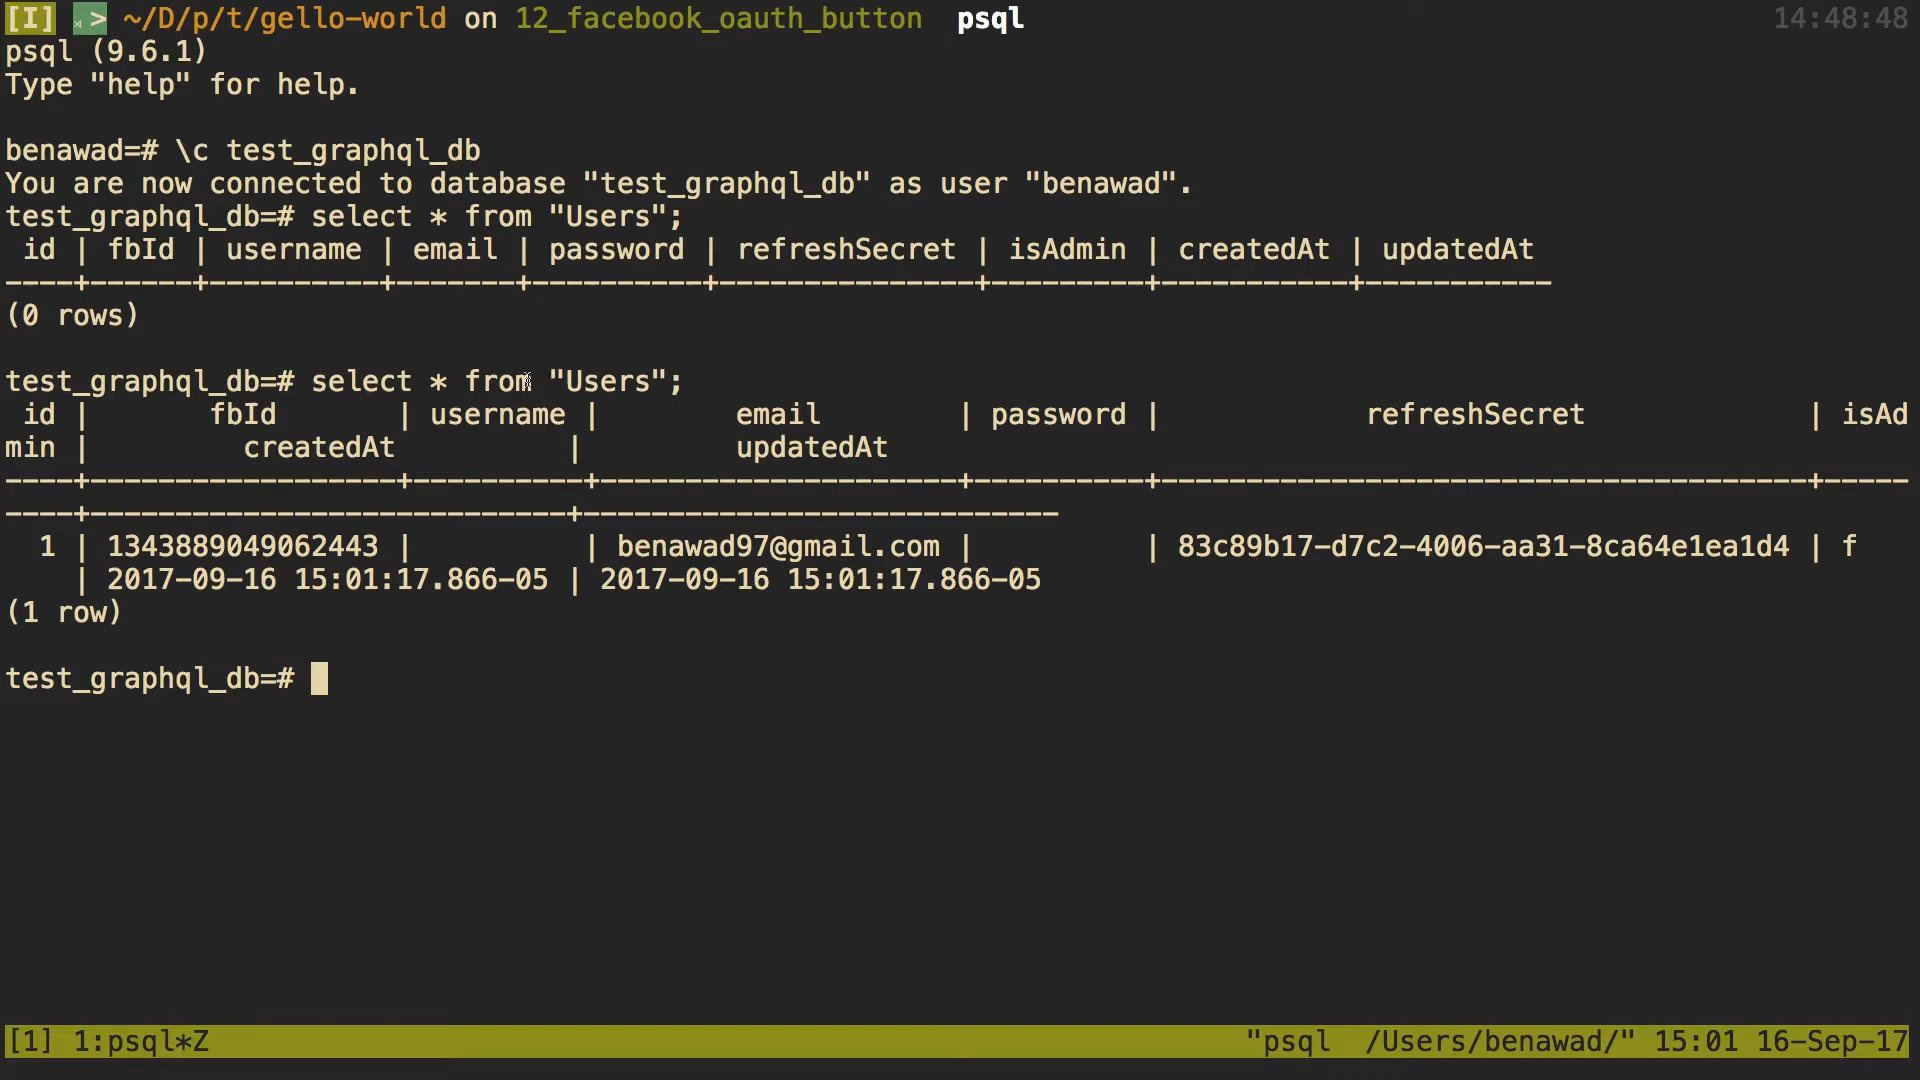 [I] > ~/D/p/t/gello-world on 12_facebook_oauth_button  psql 14:48:48
psql (9.6.1)
Type "help" for help.

benawad=# \c test_graphql_db
You are now connected to database "test_graphql_db" as user "benawad".
test_graphql_db=# select * from "Users";
 id | fbId | username | email | password | refreshSecret | isAdmin | createdAt | updatedAt
----+------+----------+-------+----------+---------------+---------+-----------+-----------
(0 rows)

test_graphql_db=# select * from "Users";
 id |       fbId       | username |        email        | password |            refreshSecret             | isAd
min |         createdAt          |         updatedAt
----+------------------+----------+---------------------+----------+--------------------------------------+-----
----+----------------------------+----------------------------
  1 | 1343889049062443 |          | benawad97@gmail.com |          | 83c89b17-d7c2-4006-aa31-8ca64e1ea1d4 | f
    | 2017-09-16 15:01:17.866-05 | 2017-09-16 15:01:17.866-05
(1 row)

test_graphql_db=#
[1] 1:psql*Z "psql  /Users/benawad/" 15:01 16-Sep-17